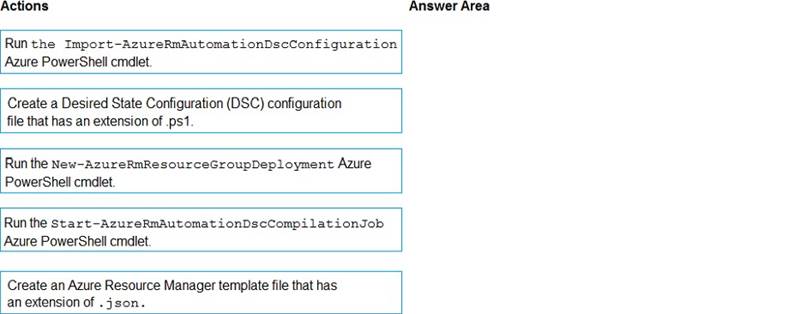 Actions
Answer Area
Run the Import-AzureRmAutomationDscConfiguration
Azure PowerShell cmdlet.
Create a Desired State Configuration (DSC) configuration
file that has an extension of .ps1.
Run the New-AzureRmResourceGroupDeployment Azure
PowerShell cmdlet.
Run the Start-AzureRmAutomationDscCompilationJob
Azure PowerShell cmdlet.
Create an Azure Resource Manager template file that has
an extension of .json.